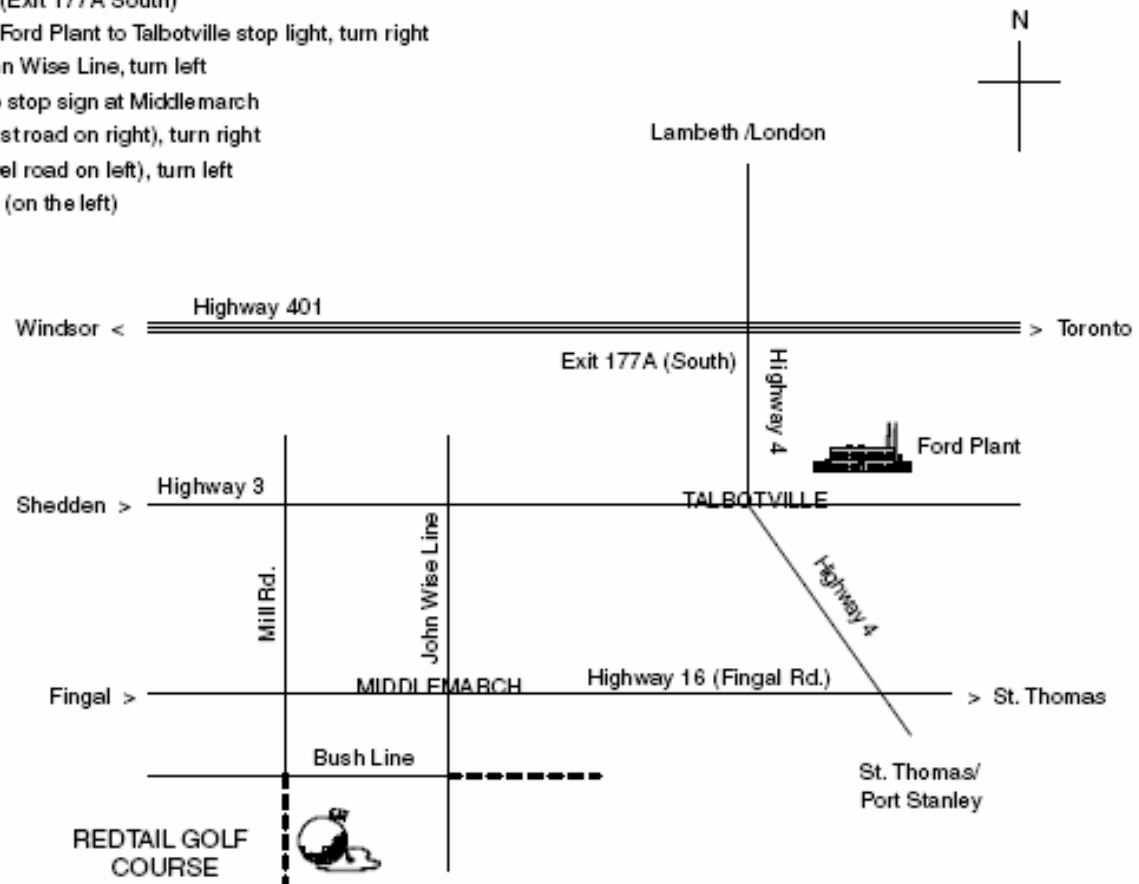 (Exit 177A South)
Ford Plant to Talbotville stop light, turn right
n Wise Line, turn left
stop sign at Middlemarch
st road on right), turn right
el road on left), turn left
(on the left)
N
Lambeth /London
Highway 401
Windsor <
> Toronto
Exit 177A (South)
Highway 4
Ford Plant
Highway 3
Shedden >
TALBOTVILLE
Mill Rd.
John Wise Line
Highway 4
Fingal >
MIDDLEMARCH
Highway 16 (Fingal Rd.)
> St. Thomas
Bush Line
St. Thomas/
Port Stanley
REDTAIL GOLF
COURSE